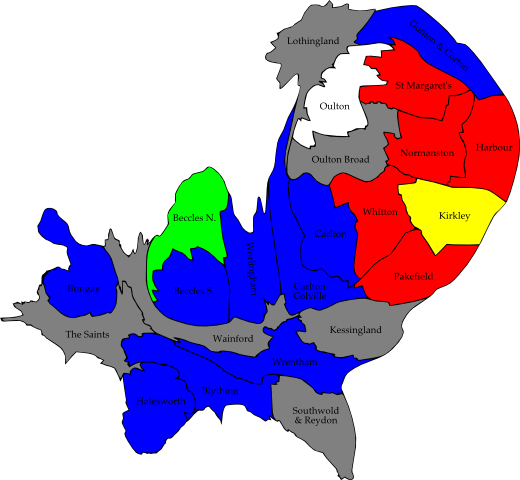 Lothingland
Gunton & Corton
St Margaret's
Oulton
Harbour
Normanston
Oulton Broad
Whitton
Kirkley
Beccles N.
Carlton
Worlingham
Pakefield
Bungay
Beccles S.
Carlton
Colville
Kessingland
The Saints
Wainford
Wrentham
Blything
Halesworth
Southwold
& Reydon